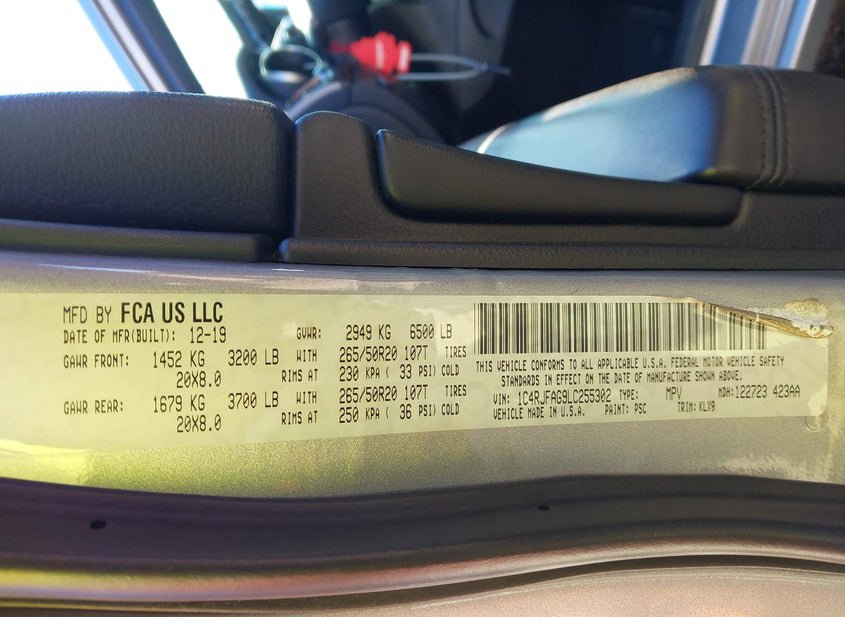 MFD BY FCA US LLC
DATE OF MFR(BUILT): 12-19 GVWR: 2949 KG 6500 LB
GAWR FRONT: 1452 KG 3200 LB WITH 265/50R20 107T TIRES
20X8.0 RIMS AT 230 KPA ( 33 PSI) COLD
GAWR REAR: 1679 KG 3700 LB WITH 265/50R20 107T TIRES
20X8.0 RIMS AT 250 KPA ( 36 PSI) COLD
THIS VEHICLE CONFORMS TO ALL APPLICABLE U.S.A. FEDERAL MOTOR VEHICLE SAFETY
STANDARDS IN EFFECT ON THE DATE OF MANUFACTURE SHOWN ABOVE.
VIN: 1C4RJFAG9LC255302 TYPE: MPV MDH: 122723 423AA
VEHICLE MADE IN U.S.A. PAINT: PSC TRIM: KLX9